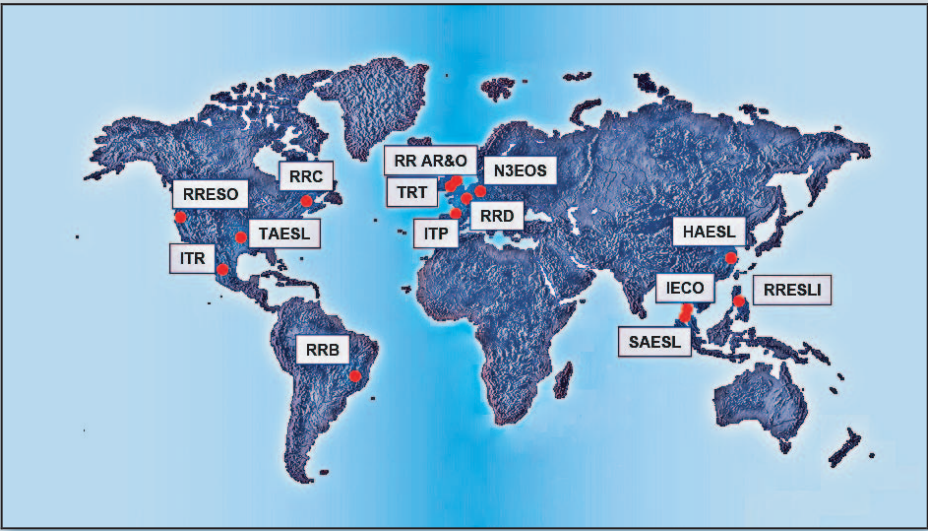 RR AR&O
N3EOS
RRC
TRT
RRESO
RRD
TAESL
ITP
HAESL
ITR
IECO
RRESLI
SAESL
RRB